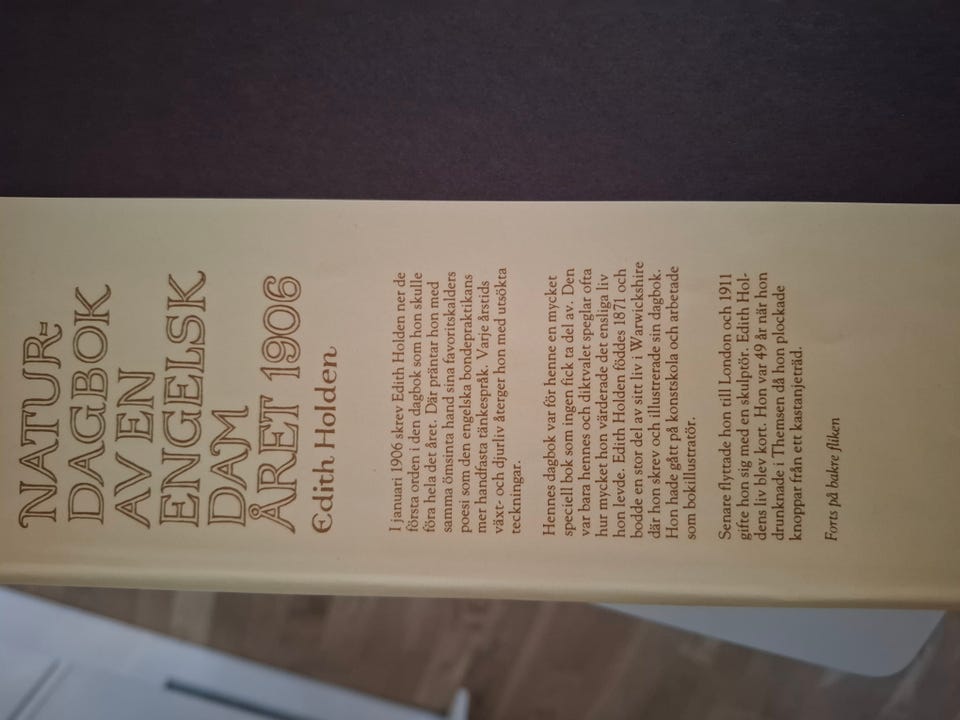 NATUR=
DAGBOK
AV EN
ENGELSK
DAM
ÅRET 1906
Edith Holden
I januari 1906 skrev Edith Holden ner de
första orden i den dagbok som hon skulle
föra hela det året. Där präntar hon med
samma ömsinta hand sina favoritskalders
poesi som den engelska bondepraktikans
mer handfasta tänkespråk. Varje årstids
växt- och djurliv återger hon med utsökta
teckningar.
Hennes dagbok var för henne en mycket
speciell bok som ingen fick ta del av. Den
var bara hennes och diktvalet speglar ofta
hur mycket hon värderade det ensliga liv
hon levde. Edith Holden föddes 1871 och
bodde en stor del av sitt liv i Warwickshire
där hon skrev och illustrerade sin dagbok.
Hon hade gått på konstskola och arbetade
som bokillustratör.
Senare flyttade hon till London och 1911
gifte hon sig med en skulptör. Edith Hol-
dens liv blev kort. Hon var 49 år när hon
drunknade i Themsen då hon plockade
knoppar från ett kastanjeträd.
Forts på bakre fliken